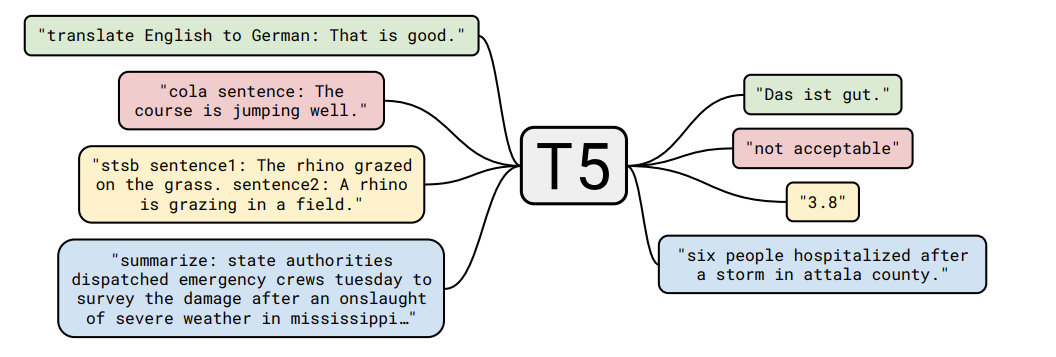 "translate English to German: That is good."
"cola sentence: The
course is jumping well."
"stsb sentence1: The rhino grazed
on the grass. sentence2: A rhino
is grazing in a field."
"summarize: state authorities
dispatched emergency crews tuesday to
survey the damage after an onslaught
of severe weather in mississippi…"
T5
"Das ist gut."
"not acceptable"
"3.8"
"six people hospitalized after
a storm in attala county."